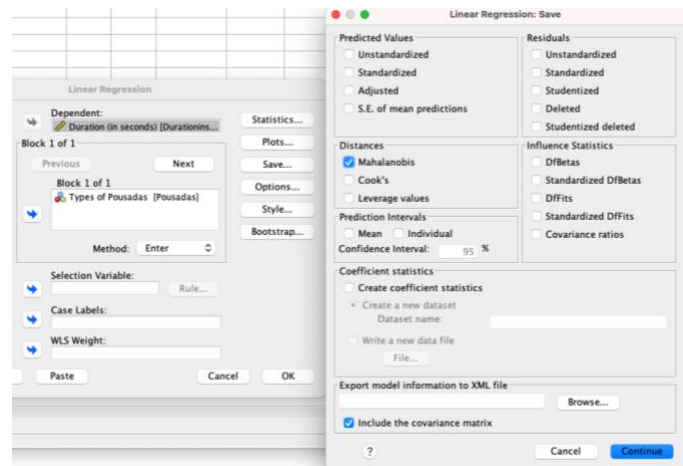 Linear Regression
Dependent:
Duration (in seconds) [Durationins...
Block 1 of 1
Previous
Next
Block 1 of 1
Types of Pousadas [Pousadas]
Method:
Enter
Selection Variable:
Rule...
Case Labels:
WLS Weight:
Paste
Cancel
OK
Statistics...
Plots...
Save...
Options...
Style...
Bootstrap...
Linear Regression: Save
Predicted Values
Unstandardized
Standardized
Adjusted
S.E. of mean predictions
Residuals
Unstandardized
Standardized
Studentized
Deleted
Studentized deleted
Distances
Mahalanobis
Cook's
Leverage values
Influence Statistics
DfBetas
Standardized DfBetas
DfFits
Standardized DfFits
Covariance ratios
Prediction Intervals
Mean
Individual
Confidence Interval:
95 %
Coefficient statistics
Create coefficient statistics
Create a new dataset
Dataset name:
Write a new data file
File...
Export model information to XML file
Browse...
Include the covariance matrix
?
Cancel
Continue